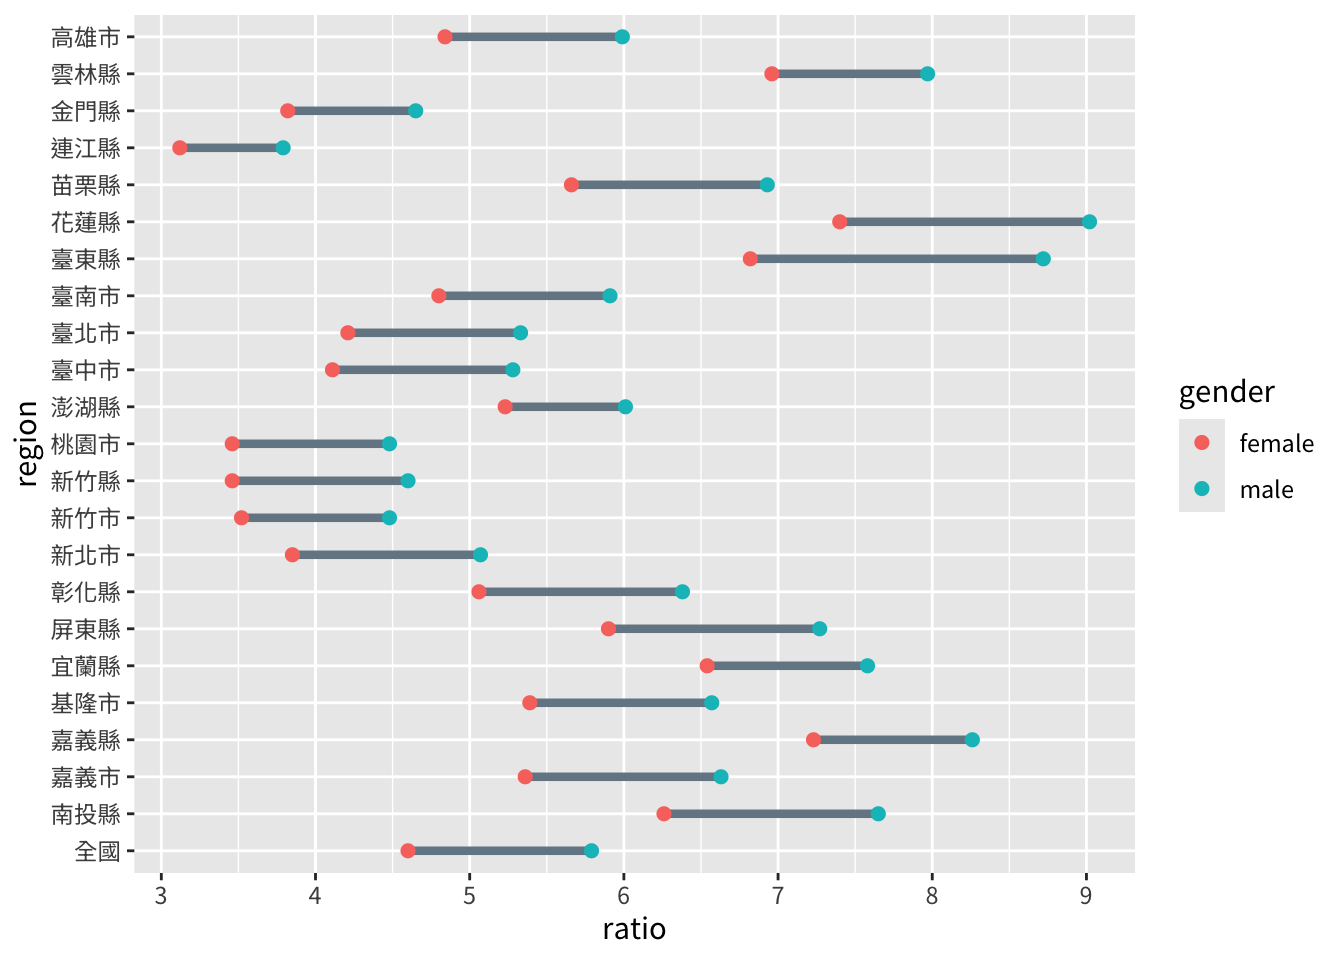 高雄市
雲林縣
金門縣
連江縣
苗栗縣
花蓮縣
臺東縣
臺南市
臺北市
臺中市
澎湖縣
桃園市
新竹縣
新竹市
新北市
彰化縣
屏東縣
宜蘭縣
基隆市
嘉義縣
嘉義市
南投縣
全國
region
3 4 5 6 7 8 9
ratio
gender
female
male